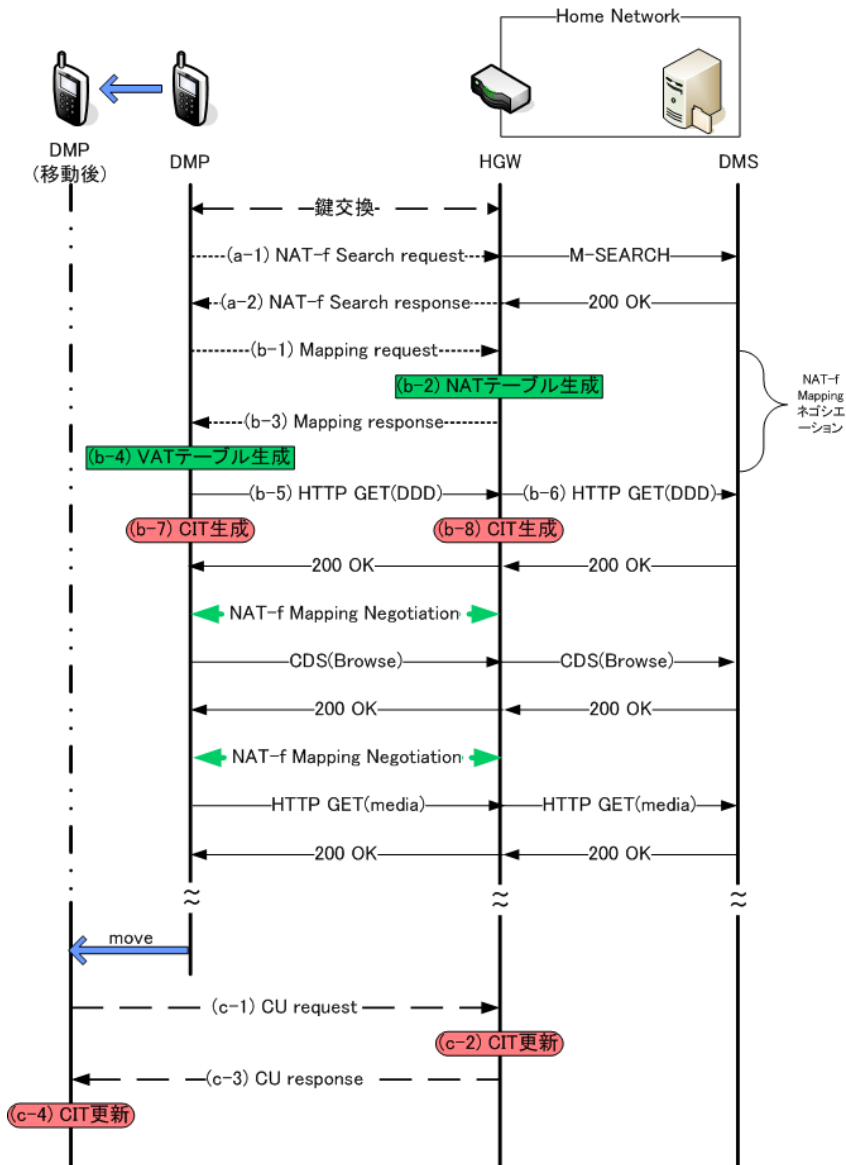 Home Network
DMP
(移動後)
DMP
HGW
DMS
鍵交換
(a-1) NAT-f Search request
M-SEARCH
(a-2) NAT-f Search response
200 OK
(b-1) Mapping request
(b-2) NATテーブル生成
NAT-f
Mapping
ネゴシエ
ーション
(b-3) Mapping response
(b-4) VATテーブル生成
(b-5) HTTP GET(DDD)
(b-6) HTTP GET(DDD)
(b-7) CIT生成
(b-8) CIT生成
200 OK
200 OK
NAT-f Mapping Negotiation
CDS(Browse)
CDS(Browse)
200 OK
200 OK
NAT-f Mapping Negotiation
HTTP GET(media)
HTTP GET(media)
200 OK
200 OK
≈
≈
≈
move
(c-1) CU request
(c-2) CIT更新
(c-3) CU response
(c-4) CIT更新